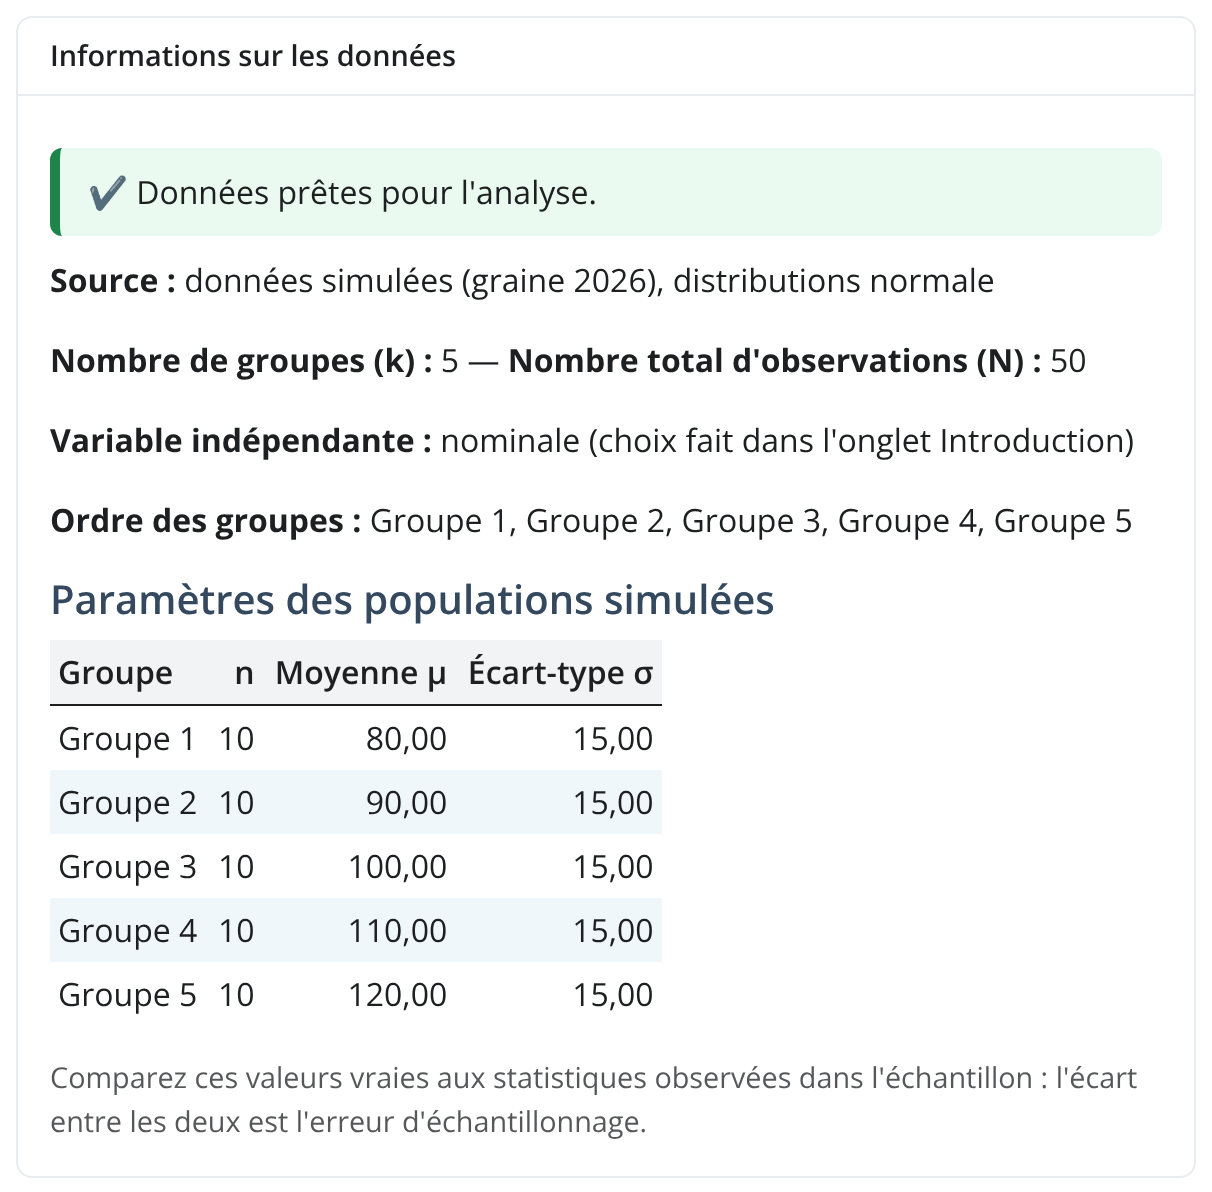 Informations sur les données
✔ Données prêtes pour l'analyse.
Source : données simulées (graine 2026), distributions normale
Nombre de groupes (k) : 5 — Nombre total d'observations (N) : 50
Variable indépendante : nominale (choix fait dans l'onglet Introduction)
Ordre des groupes : Groupe 1, Groupe 2, Groupe 3, Groupe 4, Groupe 5
Paramètres des populations simulées
Groupe n Moyenne μ Écart-type σ
Groupe 1 10 80,00 15,00
Groupe 2 10 90,00 15,00
Groupe 3 10 100,00 15,00
Groupe 4 10 110,00 15,00
Groupe 5 10 120,00 15,00
Comparez ces valeurs vraies aux statistiques observées dans l'échantillon : l'écart
entre les deux est l'erreur d'échantillonnage.